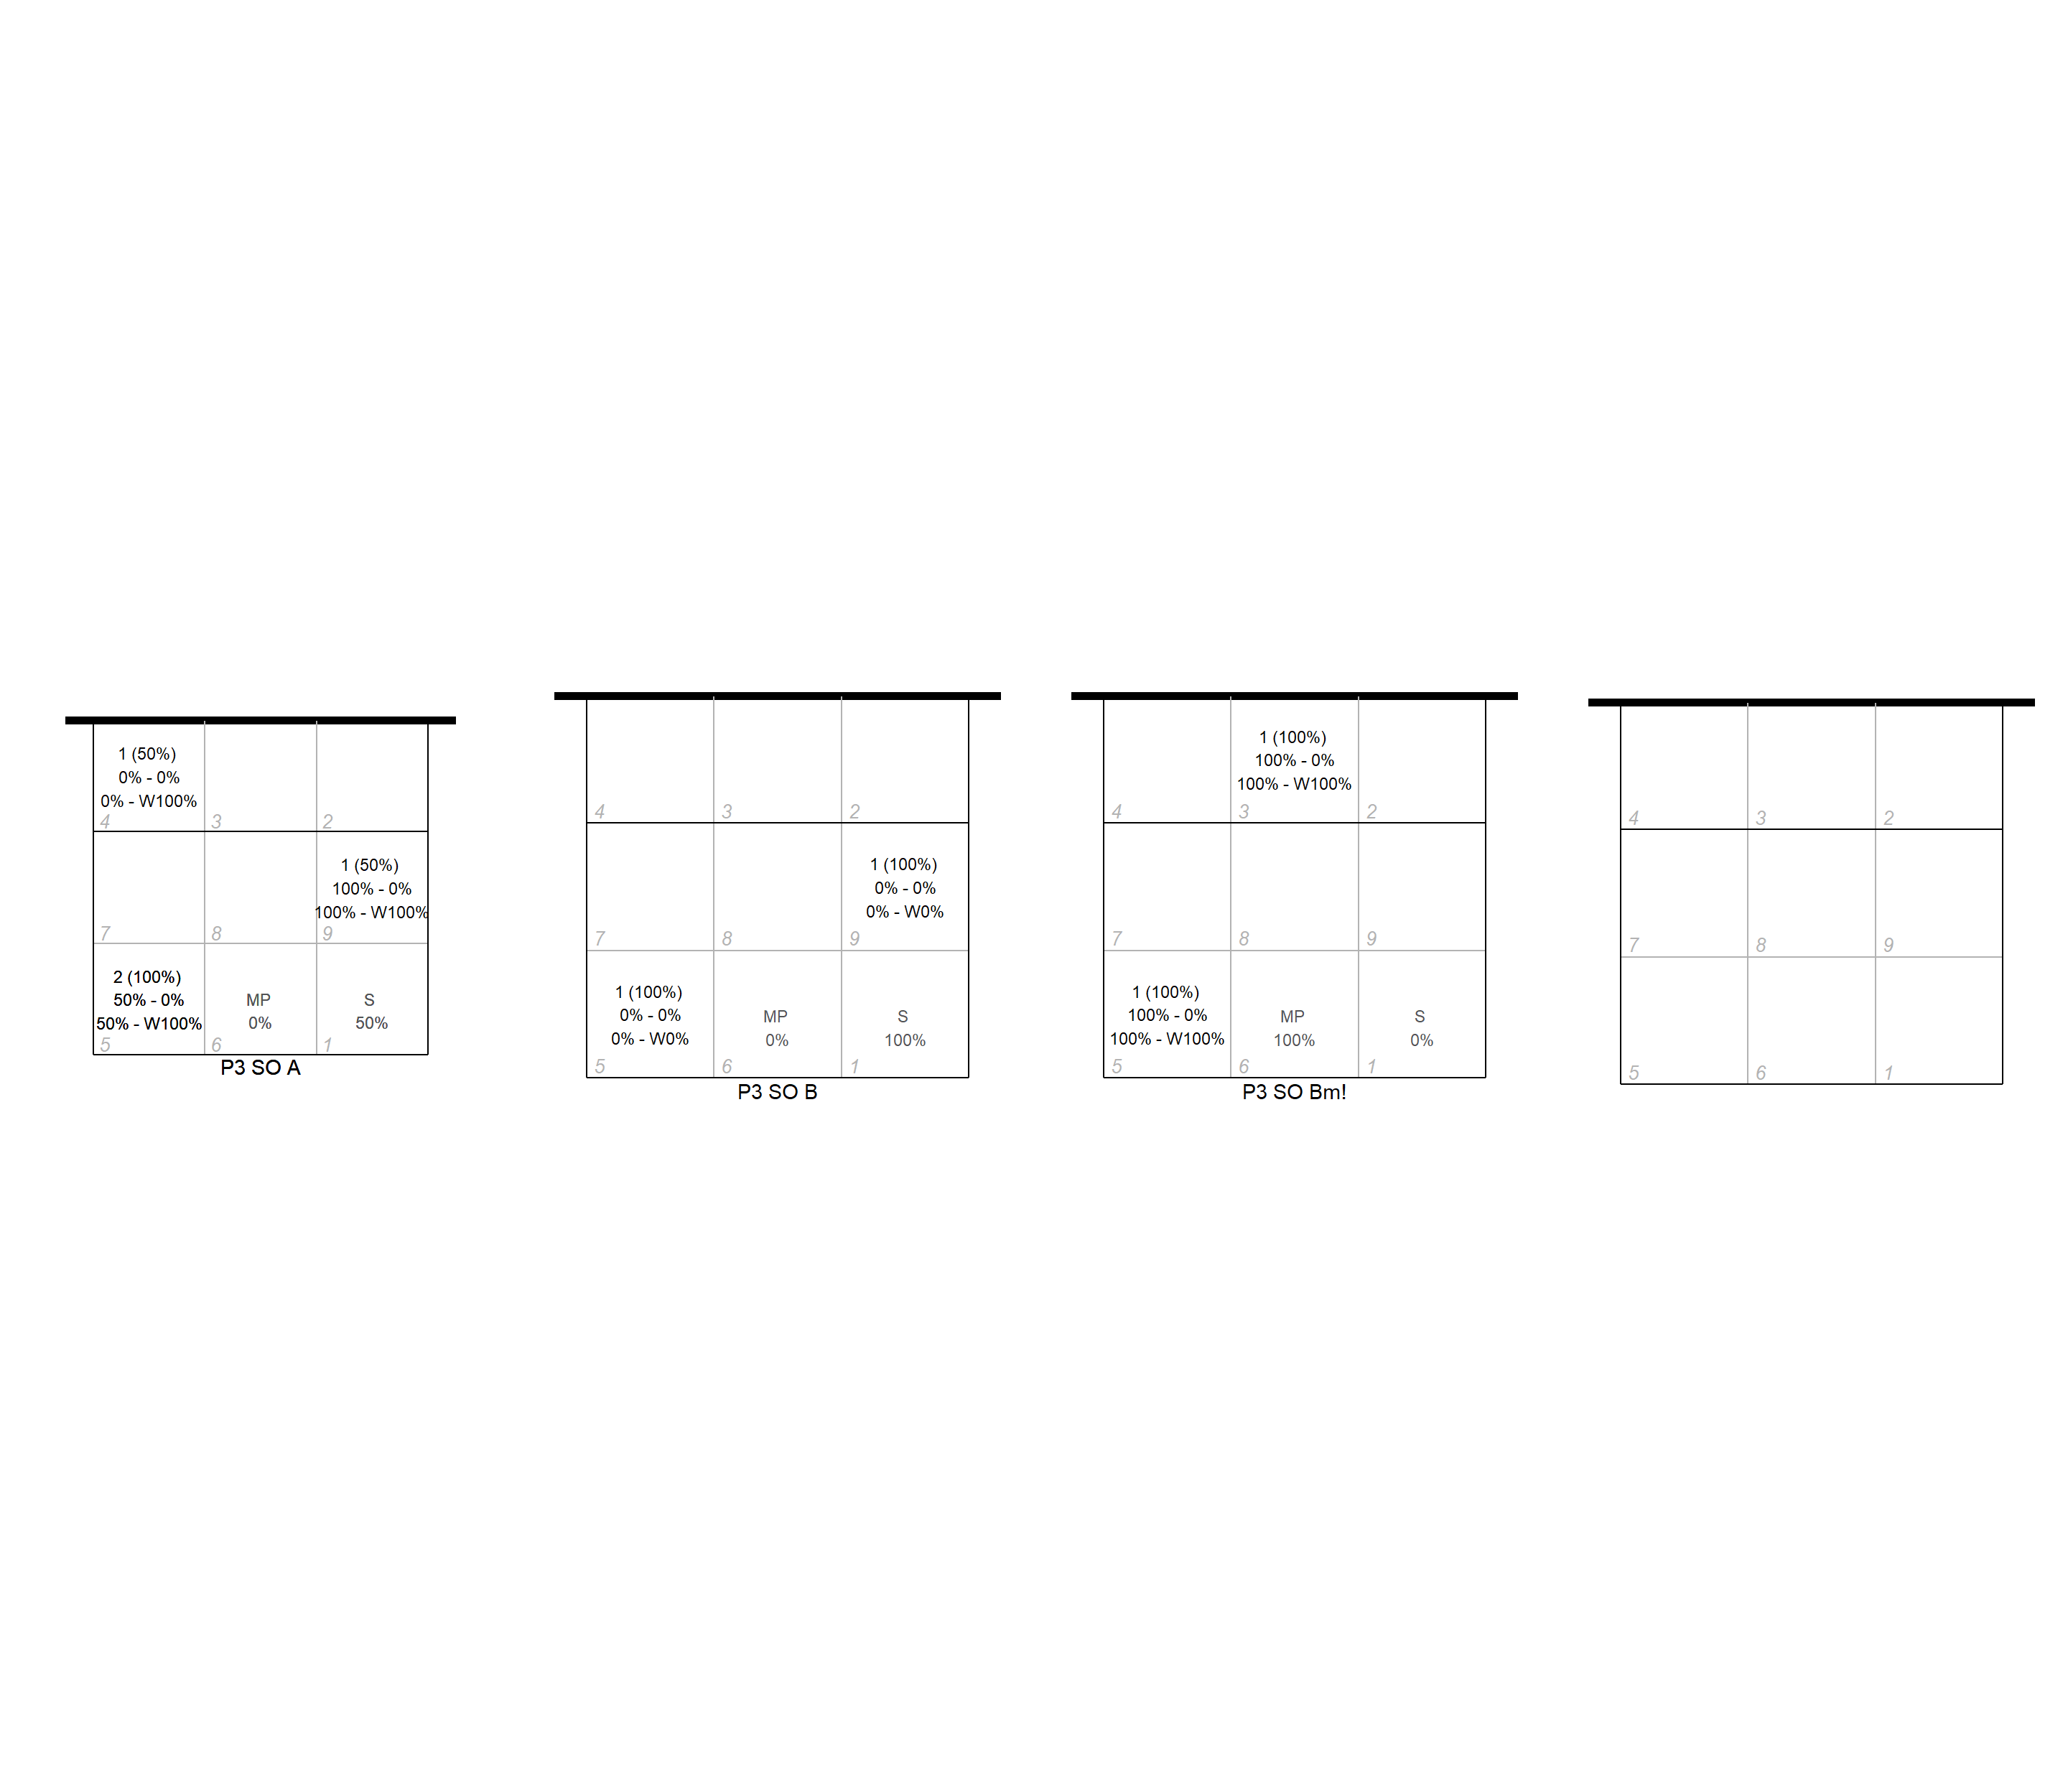 1 (50%)
0% - 0%
0% - W100%
4
3
2
1 (50%)
100% - 0%
100% - W100%
7
8
9
2 (100%)
50% - 0%
50% - W100%
MP
0%
S
50%
5
6
1
P3 SO A
4
3
2
1 (100%)
0% - 0%
0% - W0%
7
8
9
1 (100%)
0% - 0%
0% - W0%
MP
0%
S
100%
5
6
1
P3 SO B
1 (100%)
100% - 0%
100% - W100%
4
3
2
7
8
9
1 (100%)
100% - 0%
100% - W100%
MP
100%
S
0%
5
6
1
P3 SO Bm!
4
3
2
7
8
9
5
6
1